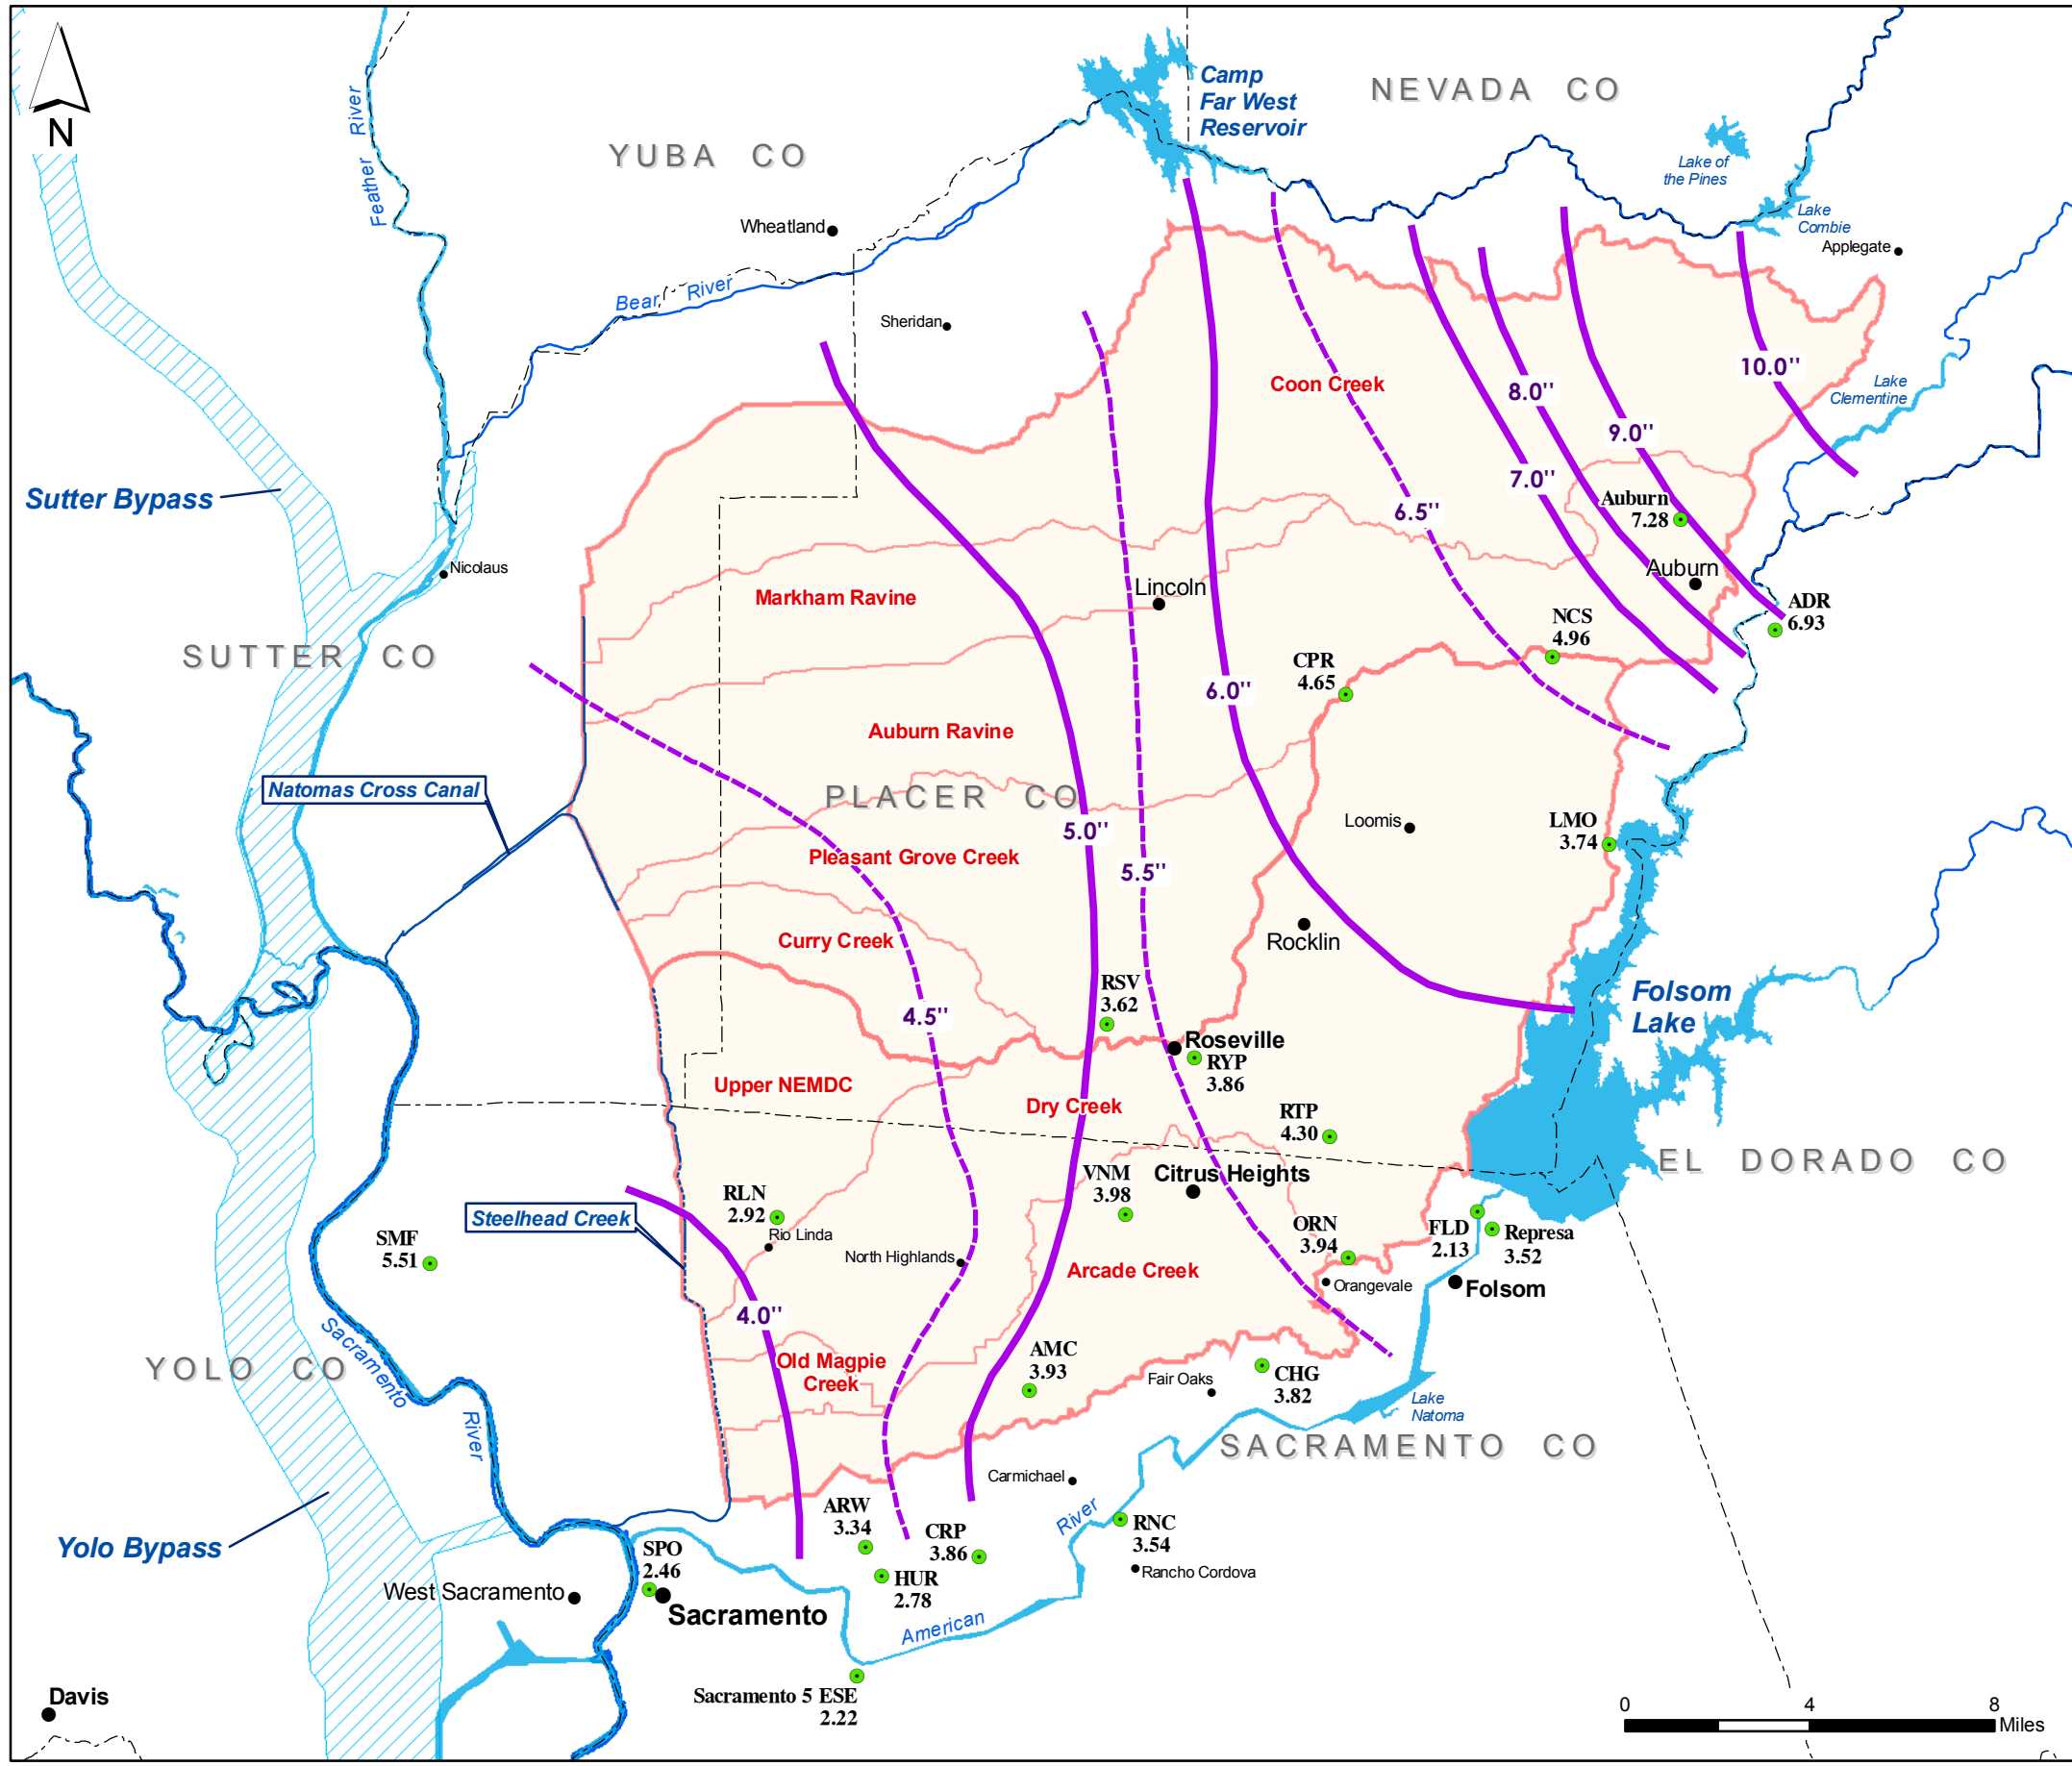 N
Feather River
YUBA CO
Camp
Far West
Reservoir
NEVADA CO
Lake of
the Pines
Lake
Combie
Applegate
Wheatland
Bear River
Sheridan
Coon Creek
10.0"
8.0"
Lake
Clementine
9.0"
7.0"
Sutter Bypass
6.5"
Auburn
7.28
Nicolaus
Auburn
Markham Ravine
Lincoln
ADR
6.93
NCS
4.96
SUTTER CO
CPR
4.65
6.0"
Auburn Ravine
Natomas Cross Canal
PLACER CO
5.0"
Loomis
LMO
3.74
Pleasant Grove Creek
5.5"
Curry Creek
Rocklin
RSV
3.62
Folsom
Lake
4.5"
Roseville
RYP
3.86
Upper NEMDC
Dry Creek
RTP
4.30
EL DORADO CO
VNM
3.98
Citrus Heights
RLN
2.92
Steelhead Creek
Rio Linda
SMF
5.51
North Highlands
ORN
3.94
FLD
2.13
Represa
3.52
Arcade Creek
Orangevale
Folsom
4.0"
Sacramento River
YOLO CO
Old Magpie
Creek
AMC
3.93
Fair Oaks
CHG
3.82
Lake
Natoma
SACRAMENTO CO
Carmichael
River
ARW
3.34
CRP
3.86
RNC
3.54
Rancho Cordova
Yolo Bypass
SPO
2.46
HUR
2.78
West Sacramento
Sacramento
American
Sacramento 5 ESE
2.22
Davis
0 4 8
Miles